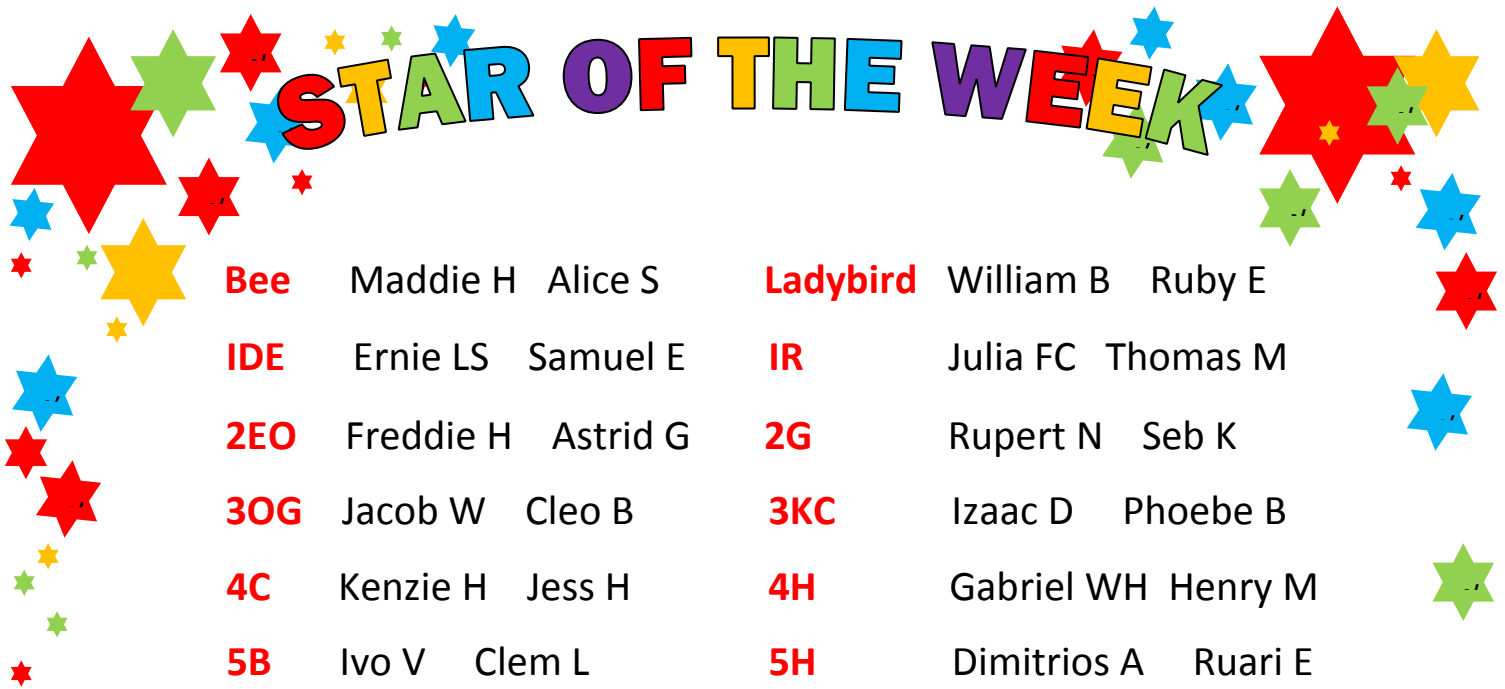 STAR OF THE WEEK
Bee Maddie H Alice S Ladybird William B Ruby E
IDE Ernie LS Samuel E IR Julia FC Thomas M
2EO Freddie H Astrid G 2G Rupert N Seb K
3OG Jacob W Cleo B 3KC Izaac D Phoebe B
4C Kenzie H Jess H 4H Gabriel WH Henry M
5B Ivo V Clem L 5H Dimitrios A Ruari E